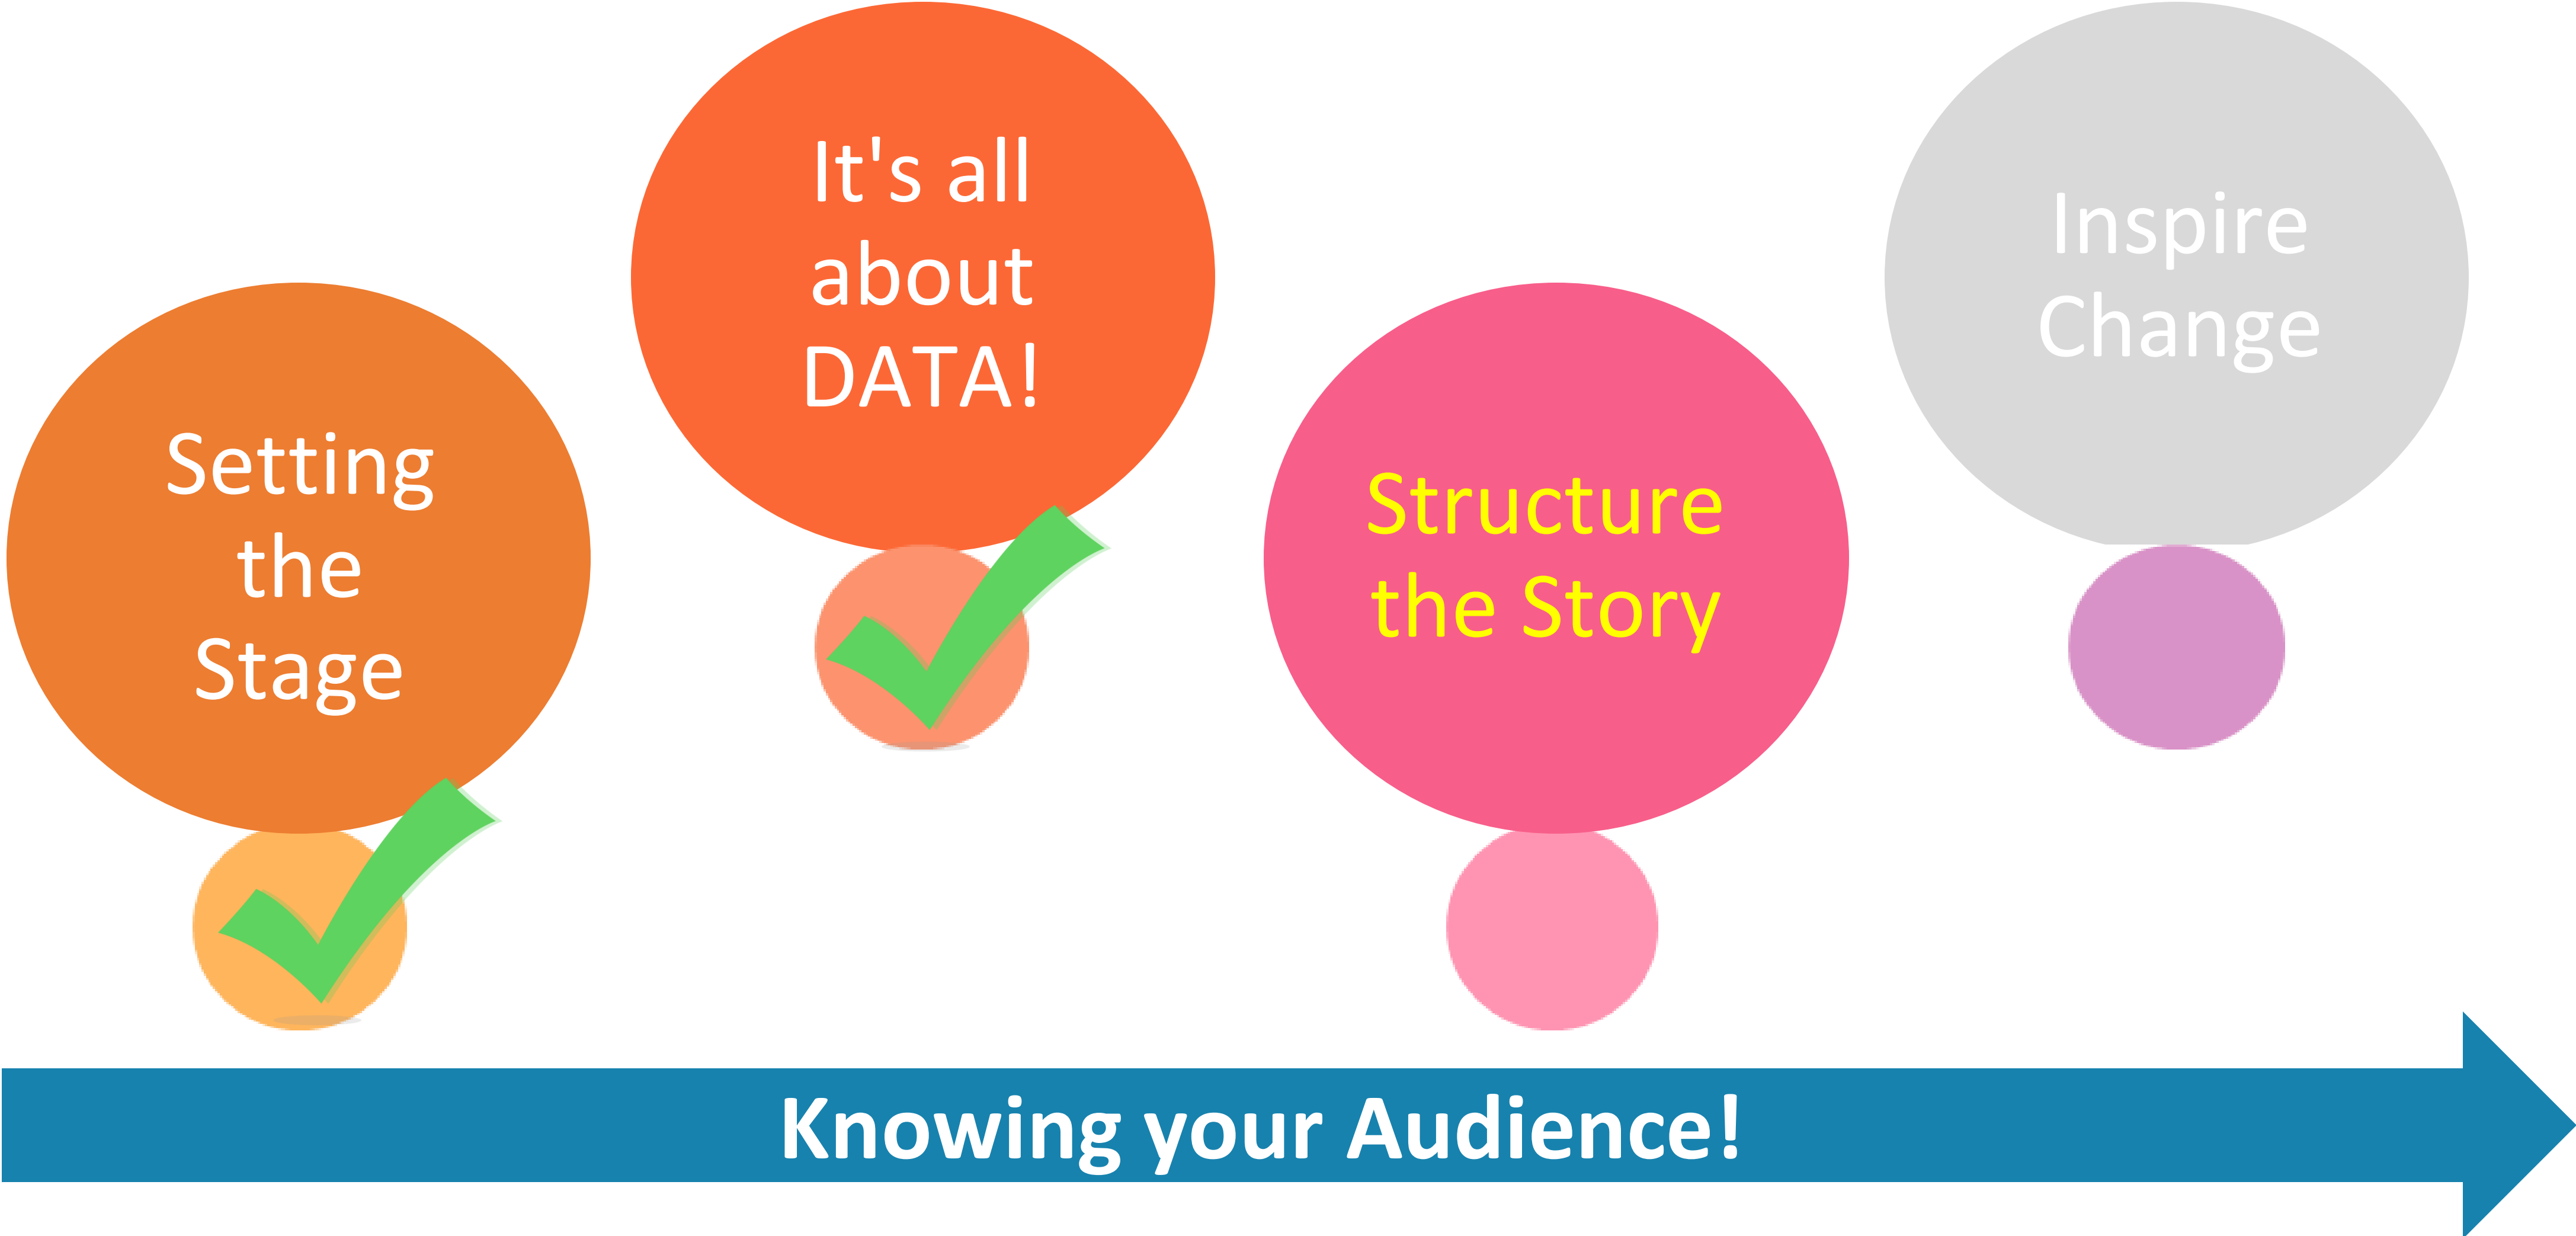 Setting
the
Stage
It's all
about
DATA!
Structure
the Story
Inspire
Change
Knowing your Audience!